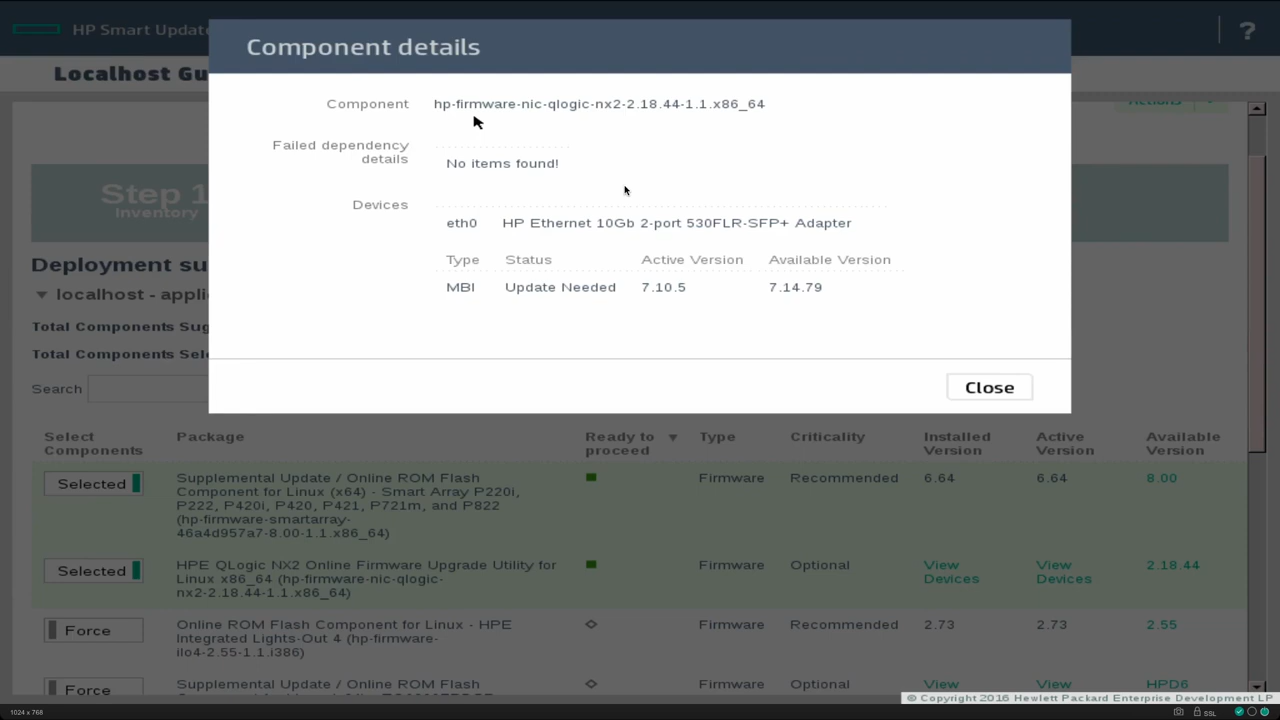 HP Smart Update
?
Component details
Localhost Gu
Component hp-firmware-nic-qlogic-nx2-2.18.44-1.1.x86_64
Actions
Failed dependency
details
No items found!
Step 1
Inventory
Devices
eth0 HP Ethernet 10Gb 2-port 530FLR-SFP+ Adapter
Type Status Active Version Available Version
MBI Update Needed 7.10.5 7.14.79
Deployment su
localhost - appli
Total Components Sug
Total Components Sele
Search
Close
Select
Components
Package
Ready to
proceed
Type
Criticality
Installed
Version
Active
Version
Available
Version
Selected
Supplemental Update / Online ROM Flash
Component for Linux (x64) - Smart Array P220i,
P222, P420i, P420, P421, P721m, and P822
(hp-firmware-smartarray-
46a4d957a7-8.00-1.1.x86_64)
Firmware
Recommended
6.64
6.64
8.00
Selected
HPE QLogic NX2 Online Firmware Upgrade Utility for
Linux x86_64 (hp-firmware-nic-qlogic-
nx2-2.18.44-1.1.x86_64)
Firmware
Optional
View
Devices
View
Devices
2.18.44
Force
Online ROM Flash Component for Linux - HPE
Integrated Lights-Out 4 (hp-firmware-
ilo4-2.55-1.1.i386)
Firmware
Recommended
2.73
2.73
2.55
Force
Supplemental Update / Online ROM Flash
Firmware
Optional
View
View
HPD6
© Copyright 2016 Hewlett Packard Enterprise Development LP
1024 x 768
SSL